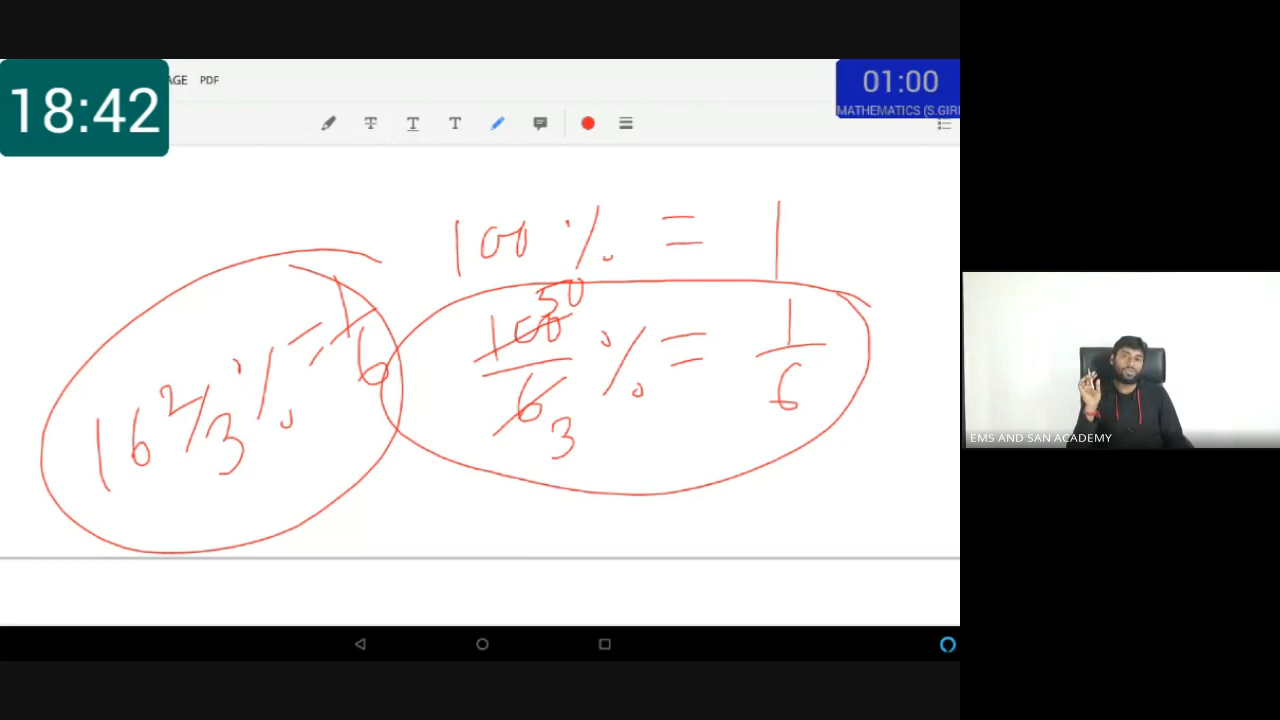 18:42
AGE PDF
01:00
MATHEMATICS (S.GIRI
T T T
100 % = 1
50
100/6 % = 1/6
3
16 2/3 % = 1/6
EMS AND SAN ACADEMY